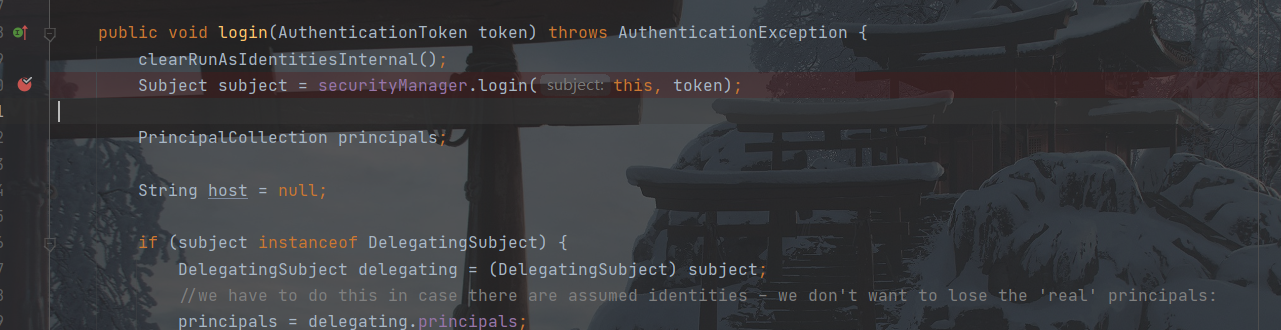 public void login(AuthenticationToken token) throws AuthenticationException {
clearRunAsIdentitiesInternal();
Subject subject = securityManager.login( subject: this, token);
PrincipalCollection principals;
String host = null;
if (subject instanceof DelegatingSubject) {
DelegatingSubject delegating = (DelegatingSubject) subject;
//we have to do this in case there are assumed identities - we don't want to lose the 'real' principals:
principals = delegating.principals;